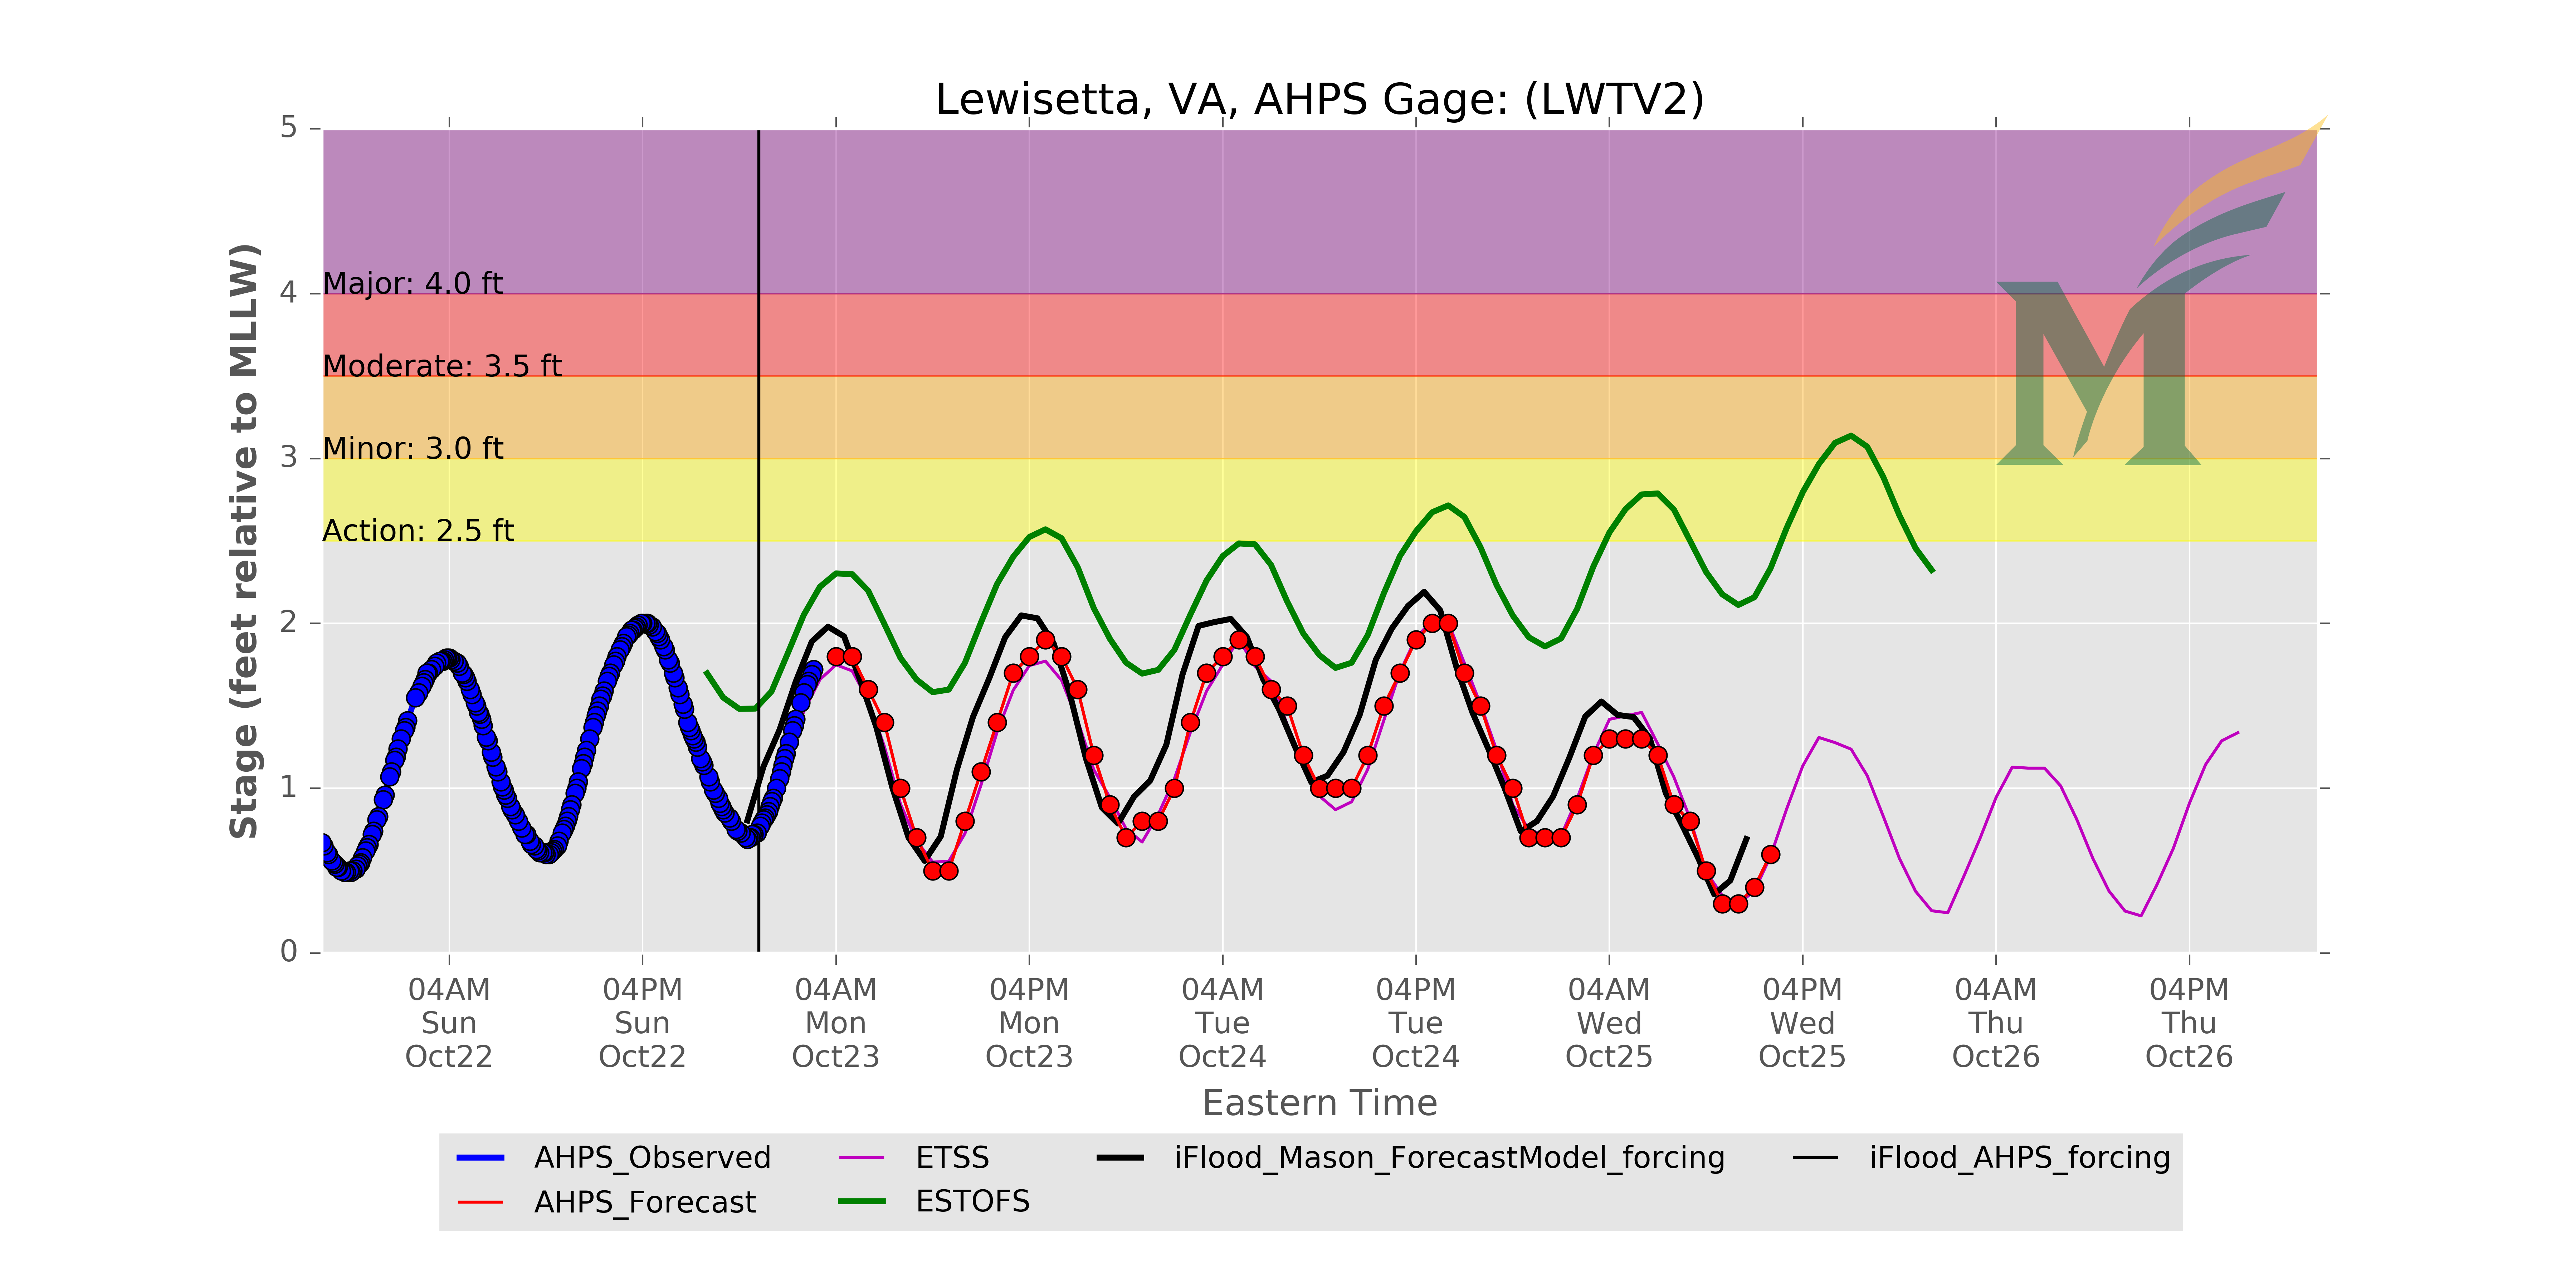 Lewisetta, VA, AHPS Gage: (LWTV2)
Stage (feet relative to MLLW)
5
4
3
2
1
0
Major: 4.0 ft
Moderate: 3.5 ft
Minor: 3.0 ft
Action: 2.5 ft
04AM 04PM 04AM 04PM 04AM 04PM 04AM 04PM 04AM 04PM
Sun Sun Mon Mon Tue Tue Wed Wed Thu Thu
Oct22 Oct22 Oct23 Oct23 Oct24 Oct24 Oct25 Oct25 Oct26 Oct26
Eastern Time
AHPS_Observed ETSS iFlood_Mason_ForecastModel_forcing iFlood_AHPS_forcing
AHPS_Forecast ESTOFS
M